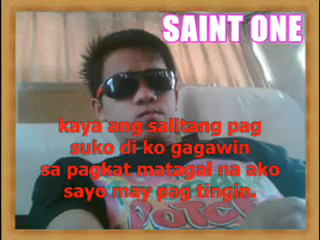 SAINT ONE
kaya ang salitang pag
suko di ko gagawin
sa pagkat matagal na ako
sayo may pag tingin.